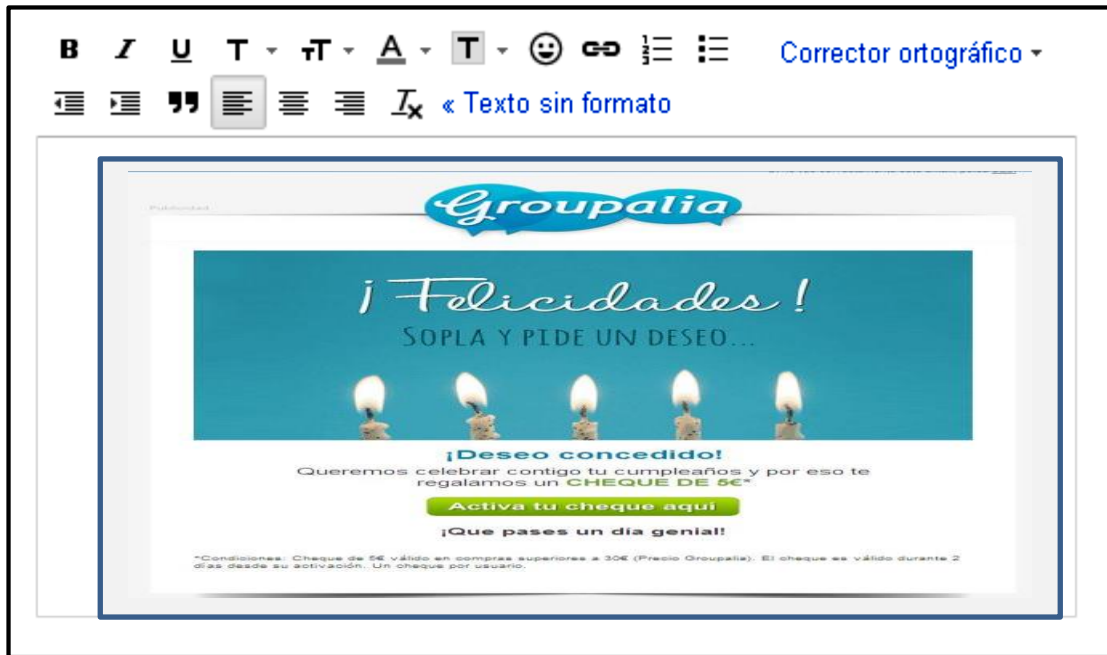 B I U T тT A T Corrector ortográfico
« Texto sin formato
Publicidad
Groupalia
¡Felicidades!
SOPLA Y PIDE UN DESEO...
¡Deseo concedido!
Queremos celebrar contigo tu cumpleaños y por eso te
regalamos un CHEQUE DE 5€*
Activa tu cheque aquí
¡Que pases un día genial!
*Condiciones: Cheque de 5€ válido en compras superiores a 30€ (Precio Groupalia). El cheque es válido durante 2
días desde su activación. Un cheque por usuario.